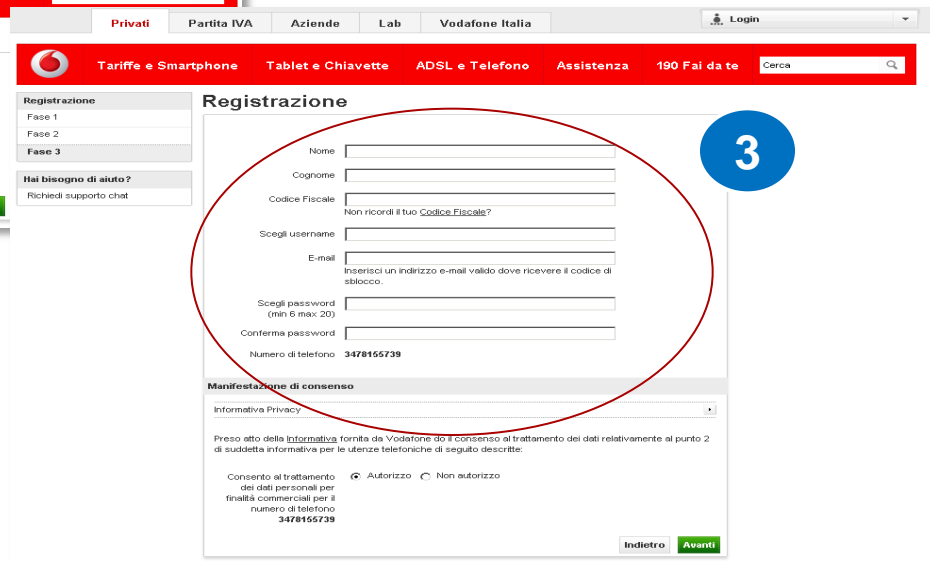 Privati Partita IVA Aziende Lab Vodafone Italia Login
Tariffe e Smartphone Tablet e Chiavette ADSL e Telefono Assistenza 190 Fai da te Cerca
Registrazione
Fase 1
Fase 2
Fase 3
Hai bisogno di aiuto?
Richiedi supporto chat
Registrazione
3
Nome
Cognome
Codice Fiscale
Non ricordi il tuo Codice Fiscale?
Scegli username
E-mail
Inserisci un indirizzo e-mail valido dove ricevere il codice di
sblocco.
Scegli password
(min 6 max 20)
Conferma password
Numero di telefono 3478155739
Manifestazione di consenso
Informativa Privacy
Preso atto della Informativa fornita da Vodafone do il consenso al trattamento dei dati relativamente al punto 2
di suddetta informativa per le utenze telefoniche di seguito descritte:
Consento al trattamento
dei dati personali per
finalità commerciali per il
numero di telefono
3478155739
Autorizzo Non autorizzo
Indietro Avanti